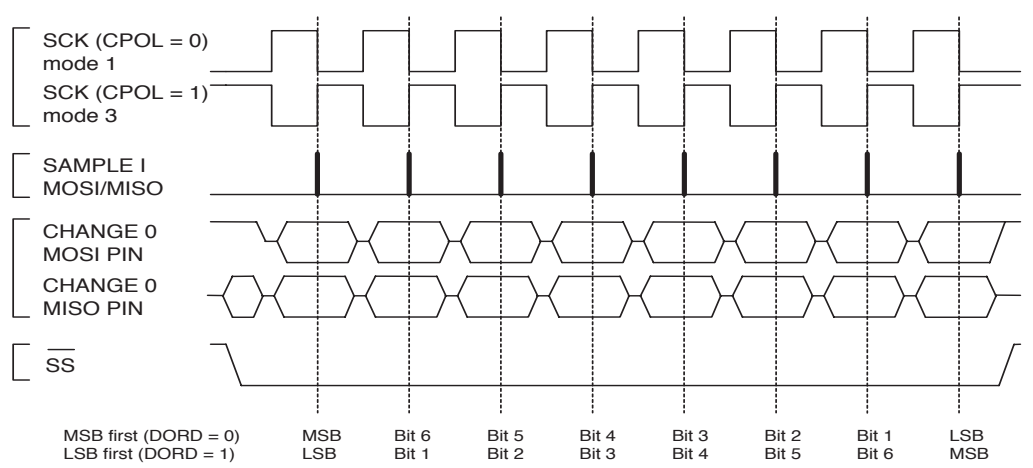 SCK (CPOL = 0)
mode 1
SCK (CPOL = 1)
mode 3
SAMPLE I
MOSI/MISO
CHANGE 0
MOSI PIN
CHANGE 0
MISO PIN
SS
MSB first (DORD = 0) MSB Bit 6 Bit 5 Bit 4 Bit 3 Bit 2 Bit 1 LSB
LSB first (DORD = 1) LSB Bit 1 Bit 2 Bit 3 Bit 4 Bit 5 Bit 6 MSB